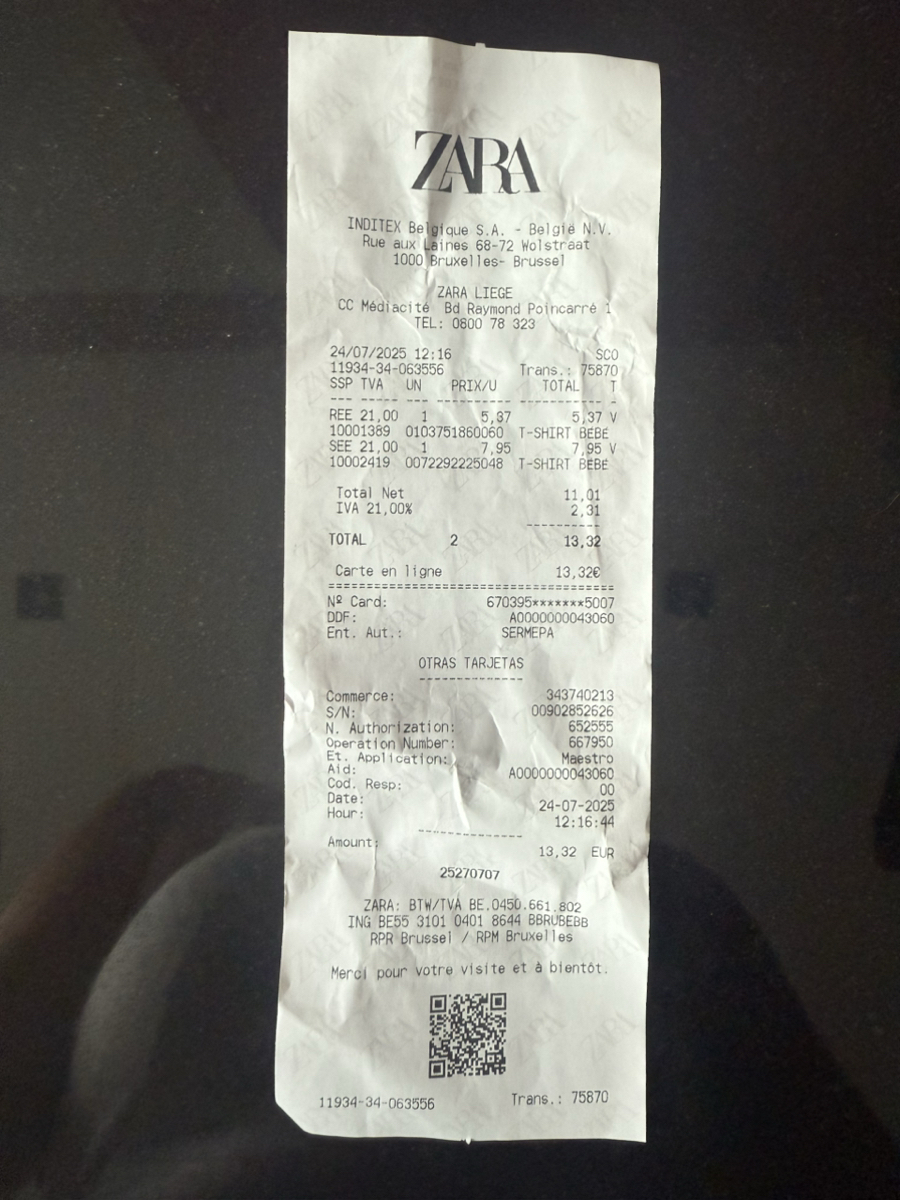 ZARA
INDITEX Belgique S.A. - België N.V.
Rue aux Laines 68-72 Wolstraat
1000 Bruxelles- Brussel
ZARA LIEGE
CC Médiacité Bd Raymond Poincarré 1
TEL: 0800 78 323
24/07/2025 12:16 SCO
11934-34-063556 Trans.: 75870
SSP TVA UN PRIX/U TOTAL T
--- ----- --- ---------- ---------- -
REE 21,00 1 5,37 5,37 V
10001389 0103751860060 T-SHIRT BEBE
SEE 21,00 1 7,95 7,95 V
10002419 0072292225048 T-SHIRT BEBE
Total Net 11,01
IVA 21,00% 2,31
----------
TOTAL 2 13,32
Carte en ligne 13,32€
======================================
Nº Card: 670395*******5007
DDF: A0000000043060
Ent. Aut.: SERMEPA
OTRAS TARJETAS
--------------
Commerce: 343740213
S/N: 00902852626
N. Authorization: 652555
Operation Number: 667950
Et. Application: Maestro
Aid: A0000000043060
Cod. Resp: 00
Date: 24-07-2025
Hour: 12:16:44
--------------
Amount: 13,32 EUR
25270707
ZARA: BTW/TVA BE.0450.661.802
ING BE55 3101 0401 8644 BBRUBEBB
RPR Brussel / RPM Bruxelles
Merci pour votre visite et à bientôt.
11934-34-063556 Trans.: 75870